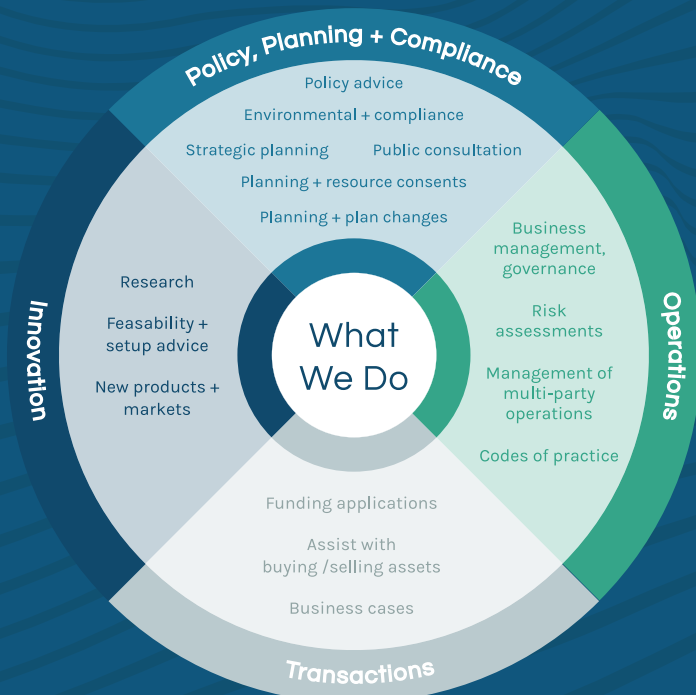 Policy, Planning + Compliance
Policy advice
Environmental + compliance
Strategic planning
Public consultation
Planning + resource consents
Planning + plan changes
Innovation
Research
Feasability +
setup advice
New products +
markets
What
We Do
Operations
Business
management,
governance
Risk
assessments
Management of
multi-party
operations
Codes of practice
Funding applications
Assist with
buying /selling assets
Business cases
Transactions